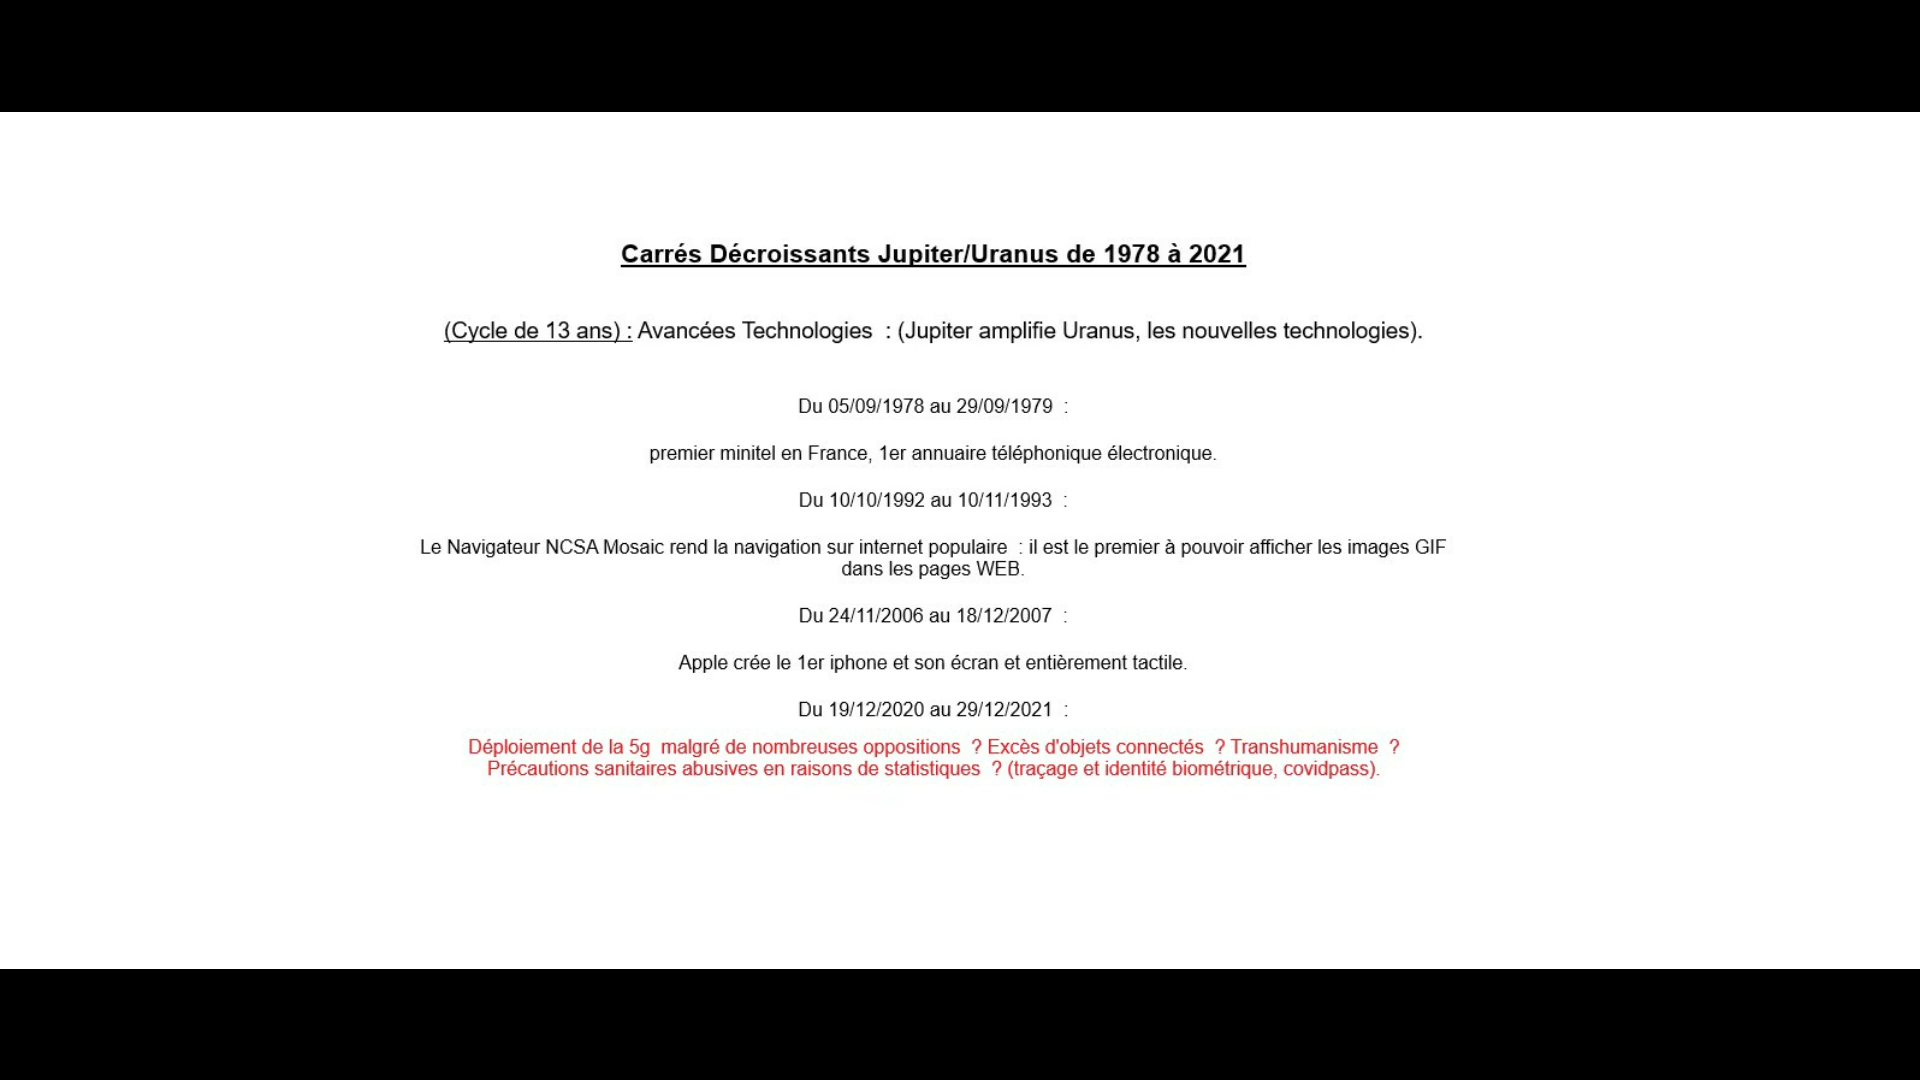 Carrés Décroissants Jupiter/Uranus de 1978 à 2021
(Cycle de 13 ans) : Avancées Technologies : (Jupiter amplifie Uranus, les nouvelles technologies).
Du 05/09/1978 au 29/09/1979 :
premier minitel en France, 1er annuaire téléphonique électronique.
Du 10/10/1992 au 10/11/1993 :
Le Navigateur NCSA Mosaic rend la navigation sur internet populaire : il est le premier à pouvoir afficher les images GIF
dans les pages WEB.
Du 24/11/2006 au 18/12/2007 :
Apple crée le 1er iphone et son écran et entièrement tactile.
Du 19/12/2020 au 29/12/2021 :
Déploiement de la 5g malgré de nombreuses oppositions ? Excès d'objets connectés ? Transhumanisme ?
Précautions sanitaires abusives en raisons de statistiques ? (traçage et identité biométrique, covidpass).